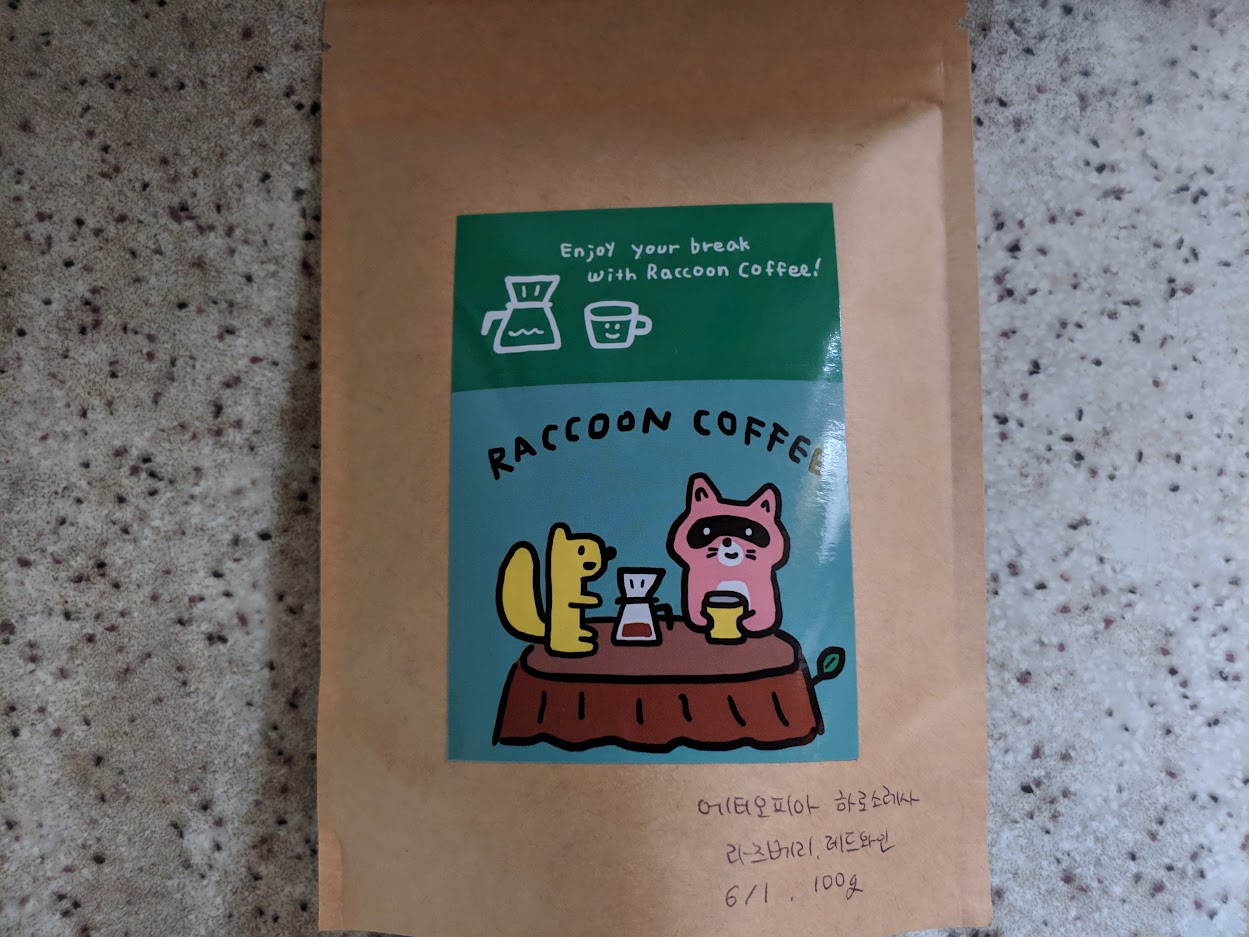 Enjoy your break
with Raccoon Coffee!
RACCOON COFFEE
에티오피아 하로소레사
라즈베리, 레드와인
6/1 . 100g